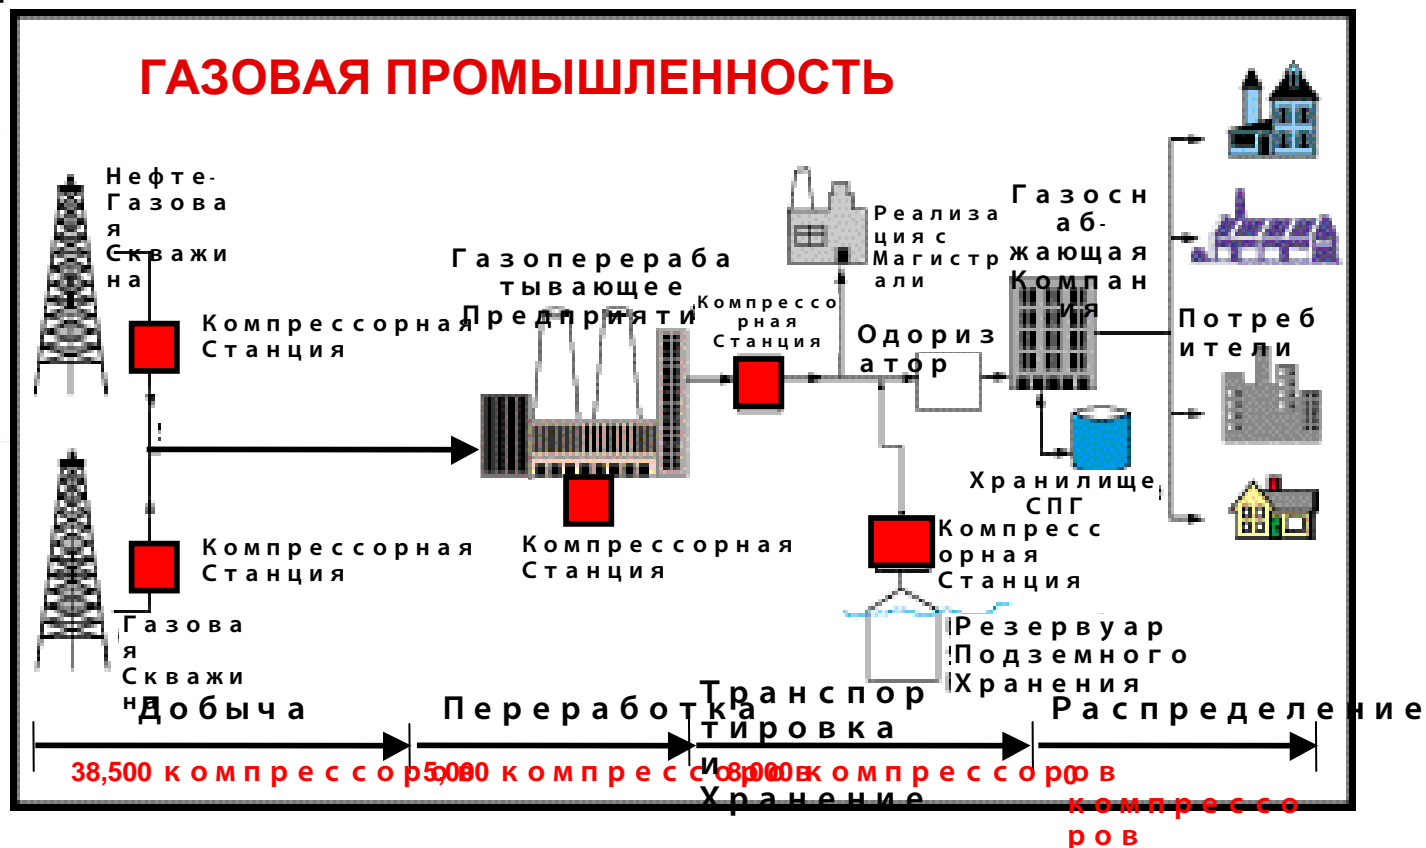 ГАЗОВАЯ ПРОМЫШЛЕННОСТЬ
Нефте-
Газова
я
Скважи
на
Компрессорная
Станция
Газоперераба
тывающее
Предприяти
Компрессо
рная
Станция
Реализа
ция с
Магистр
али
Одориз
атор
Газосн
аб-
жающая
Компан
ия
Потреб
ители
Хранилище
СПГ
Компрессорная
Станция
Компрессорная
Станция
Компресс
орная
Станция
Газова
я
Скважи
на
Резервуар
Подземного
Хранения
Добыча
Переработка
Транспор
тировка
и
Хранение
Распределение
38,500 компрессоров
5,000 компрессоров
8,000 компрессоров
0
компрессо
ров